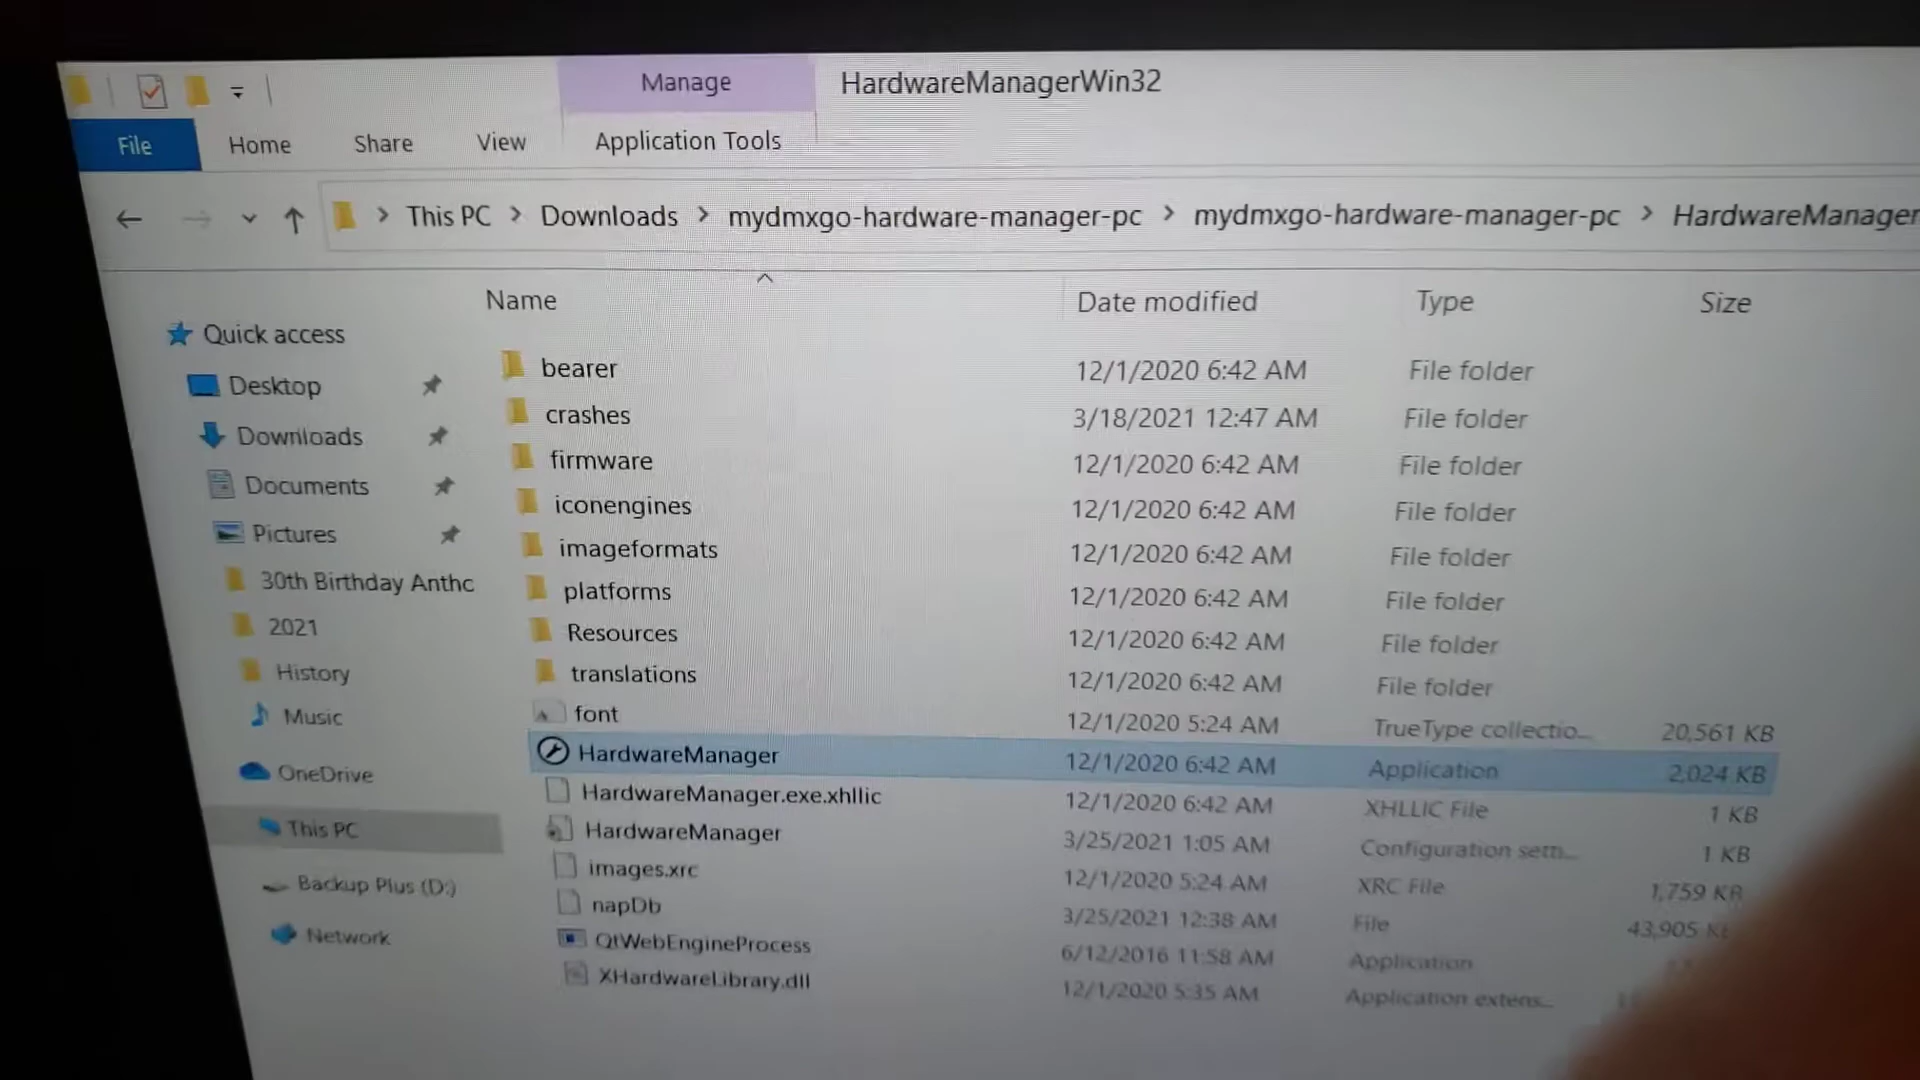 Manage HardwareManagerWin32
File Home Share View Application Tools
This PC > Downloads > mydmxgo-hardware-manager-pc > mydmxgo-hardware-manager-pc > HardwareManager
Name Date modified Type Size
Quick access
Desktop
Downloads
Documents
Pictures
30th Birthday Anthc
2021
History
Music
OneDrive
This PC
Backup Plus (D:)
Network
bearer 12/1/2020 6:42 AM File folder
crashes 3/18/2021 12:47 AM File folder
firmware 12/1/2020 6:42 AM File folder
iconengines 12/1/2020 6:42 AM File folder
imageformats 12/1/2020 6:42 AM File folder
platforms 12/1/2020 6:42 AM File folder
Resources 12/1/2020 6:42 AM File folder
translations 12/1/2020 6:42 AM File folder
font 12/1/2020 5:24 AM TrueType collectio... 20,561 KB
HardwareManager 12/1/2020 6:42 AM Application 2,024 KB
HardwareManager.exe.xhllic 12/1/2020 6:42 AM XHLLIC File 1 KB
HardwareManager 3/25/2021 1:05 AM Configuration sett... 1 KB
images.xrc 12/1/2020 5:24 AM XRC File 1,759 KB
napDb 3/25/2021 12:38 AM File 43,905 KB
QtWebEngineProcess 6/12/2016 11:58 AM Application
XHardwareLibrary.dll 12/1/2020 5:35 AM Application extens...